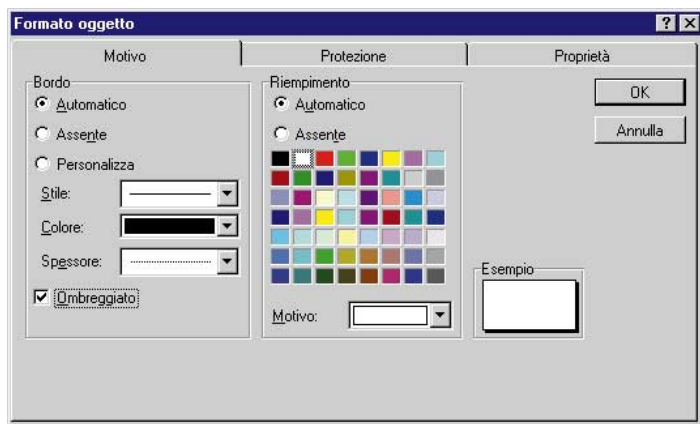 Formato oggetto
Motivo
Protezione
Proprietà
Bordo
Automatico
Assente
Personalizza
Stile:
Colore:
Spessore:
Ombreggiato
Riempimento
Automatico
Assente
Motivo:
OK
Annulla
Esempio